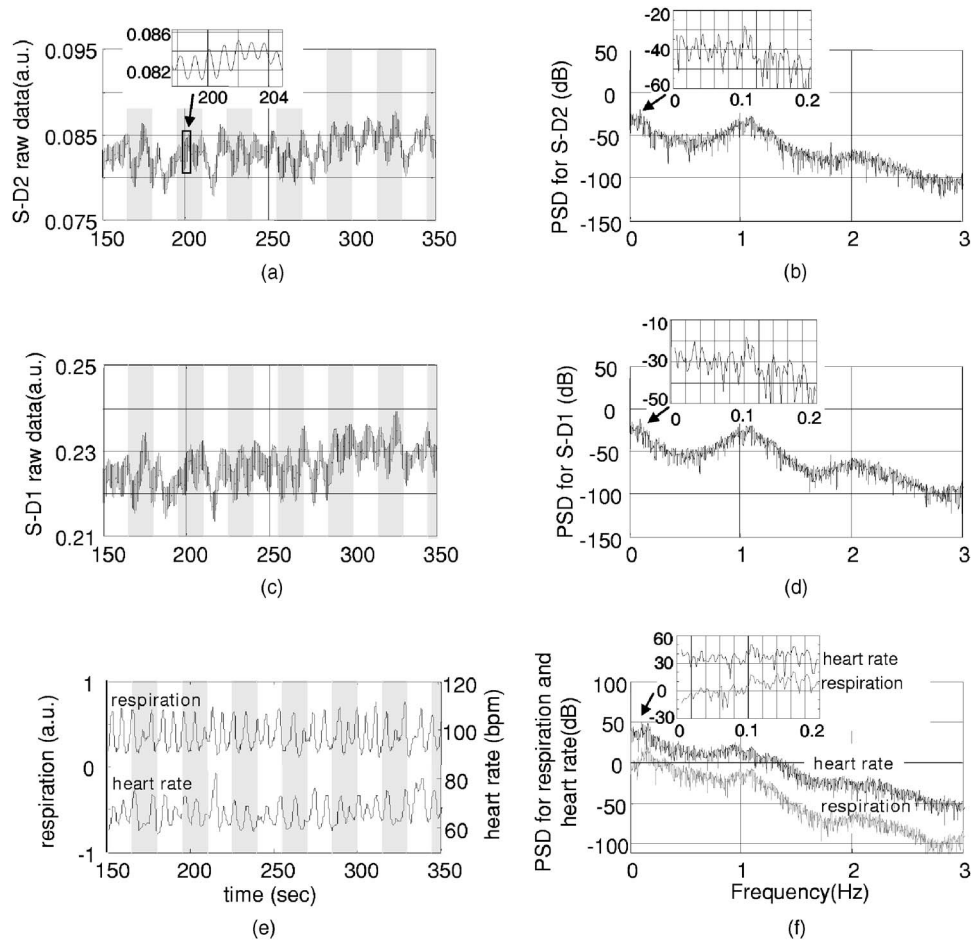 S-D2 raw data(a.u.)
0.095
0.085
0.075
0.086
0.082
200 204
150 200 250 300 350
(a)
PSD for S-D2 (dB)
50
0
-50
-100
-150
-20
-40
-60
0 0.1 0.2
0 1 2 3
(b)
S-D1 raw data(a.u.)
0.25
0.23
0.21
150 200 250 300 350
(c)
PSD for S-D1 (dB)
50
0
-50
-100
-150
-10
-30
-50
0 0.1 0.2
0 1 2 3
(d)
respiration (a.u.)
1
0
-1
respiration
heart rate
120
100
80
60
heart rate (bpm)
150 200 250 300 350
time (sec)
(e)
PSD for respiration and
heart rate(dB)
100
50
0
-50
-100
60
30
0
-30
0 0.1 0.2
heart rate
respiration
heart rate
respiration
0 1 2 3
Frequency(Hz)
(f)